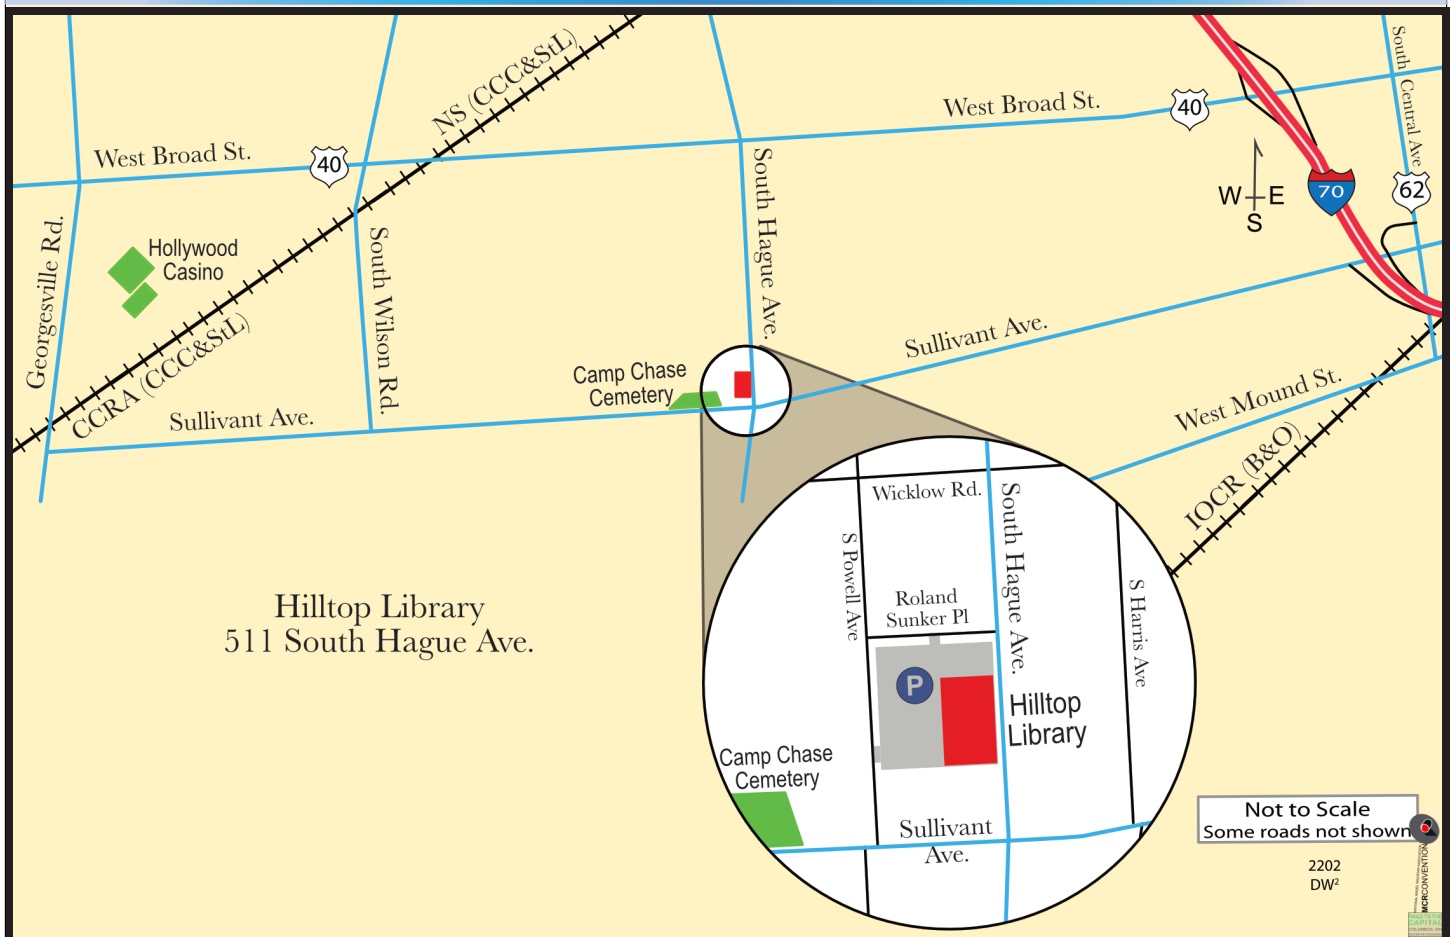 NS (CCC&StL)
South Central Ave
West Broad St.
40
West Broad St.
40
70
62
W E
S
South Hague Ave.
Georgesville Rd.
Hollywood
Casino
South Wilson Rd.
CCRA (CCC&StL)
Sullivant Ave.
Camp Chase
Cemetery
Sullivant Ave.
West Mound St.
IOCR (B&O)
Wicklow Rd.
South Hague Ave.
S Powell Ave
S Harris Ave
Roland
Sunker Pl
P
Hilltop
Library
Camp Chase
Cemetery
Sullivant
Ave.
Hilltop Library
511 South Hague Ave.
Not to Scale
Some roads not shown
2202
DW²
MCRCONVENTION
CAPITAL